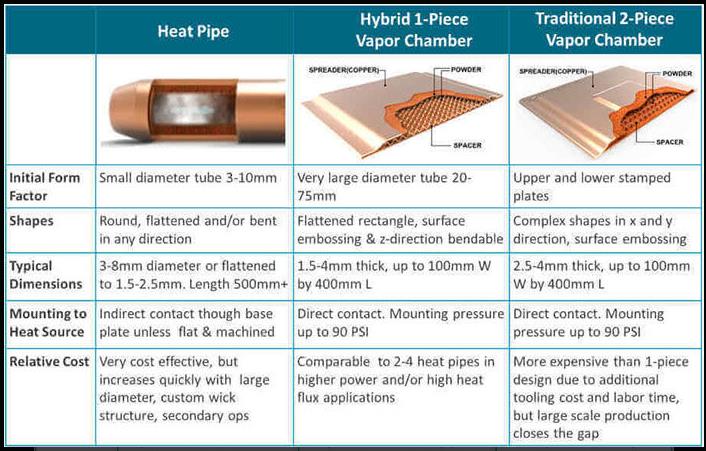 Heat Pipe
Hybrid 1-Piece
Vapor Chamber
Traditional 2-Piece
Vapor Chamber
SPREADER(COPPER)
POWDER
SPACER
SPREADER(COPPER)
POWDER
SPACER
Initial Form
Factor
Small diameter tube 3-10mm
Very large diameter tube 20-
75mm
Upper and lower stamped
plates
Shapes
Round, flattened and/or bent
in any direction
Flattened rectangle, surface
embossing & z-direction bendable
Complex shapes in x and y
direction, surface embossing
Typical
Dimensions
3-8mm diameter or flattened
to 1.5-2.5mm. Length 500mm+
1.5-4mm thick, up to 100mm W
by 400mm L
2.5-4mm thick, up to 100mm
W by 400mm L
Mounting to
Heat Source
Indirect contact though base
plate unless flat & machined
Direct contact. Mounting pressure
up to 90 PSI
Direct contact. Mounting
pressure up to 90 PSI
Relative Cost
Very cost effective, but
increases quickly with large
diameter, custom wick
structure, secondary ops
Comparable to 2-4 heat pipes in
higher power and/or high heat
flux applications
More expensive than 1-piece
design due to additional
tooling cost and labor time,
but large scale production
closes the gap